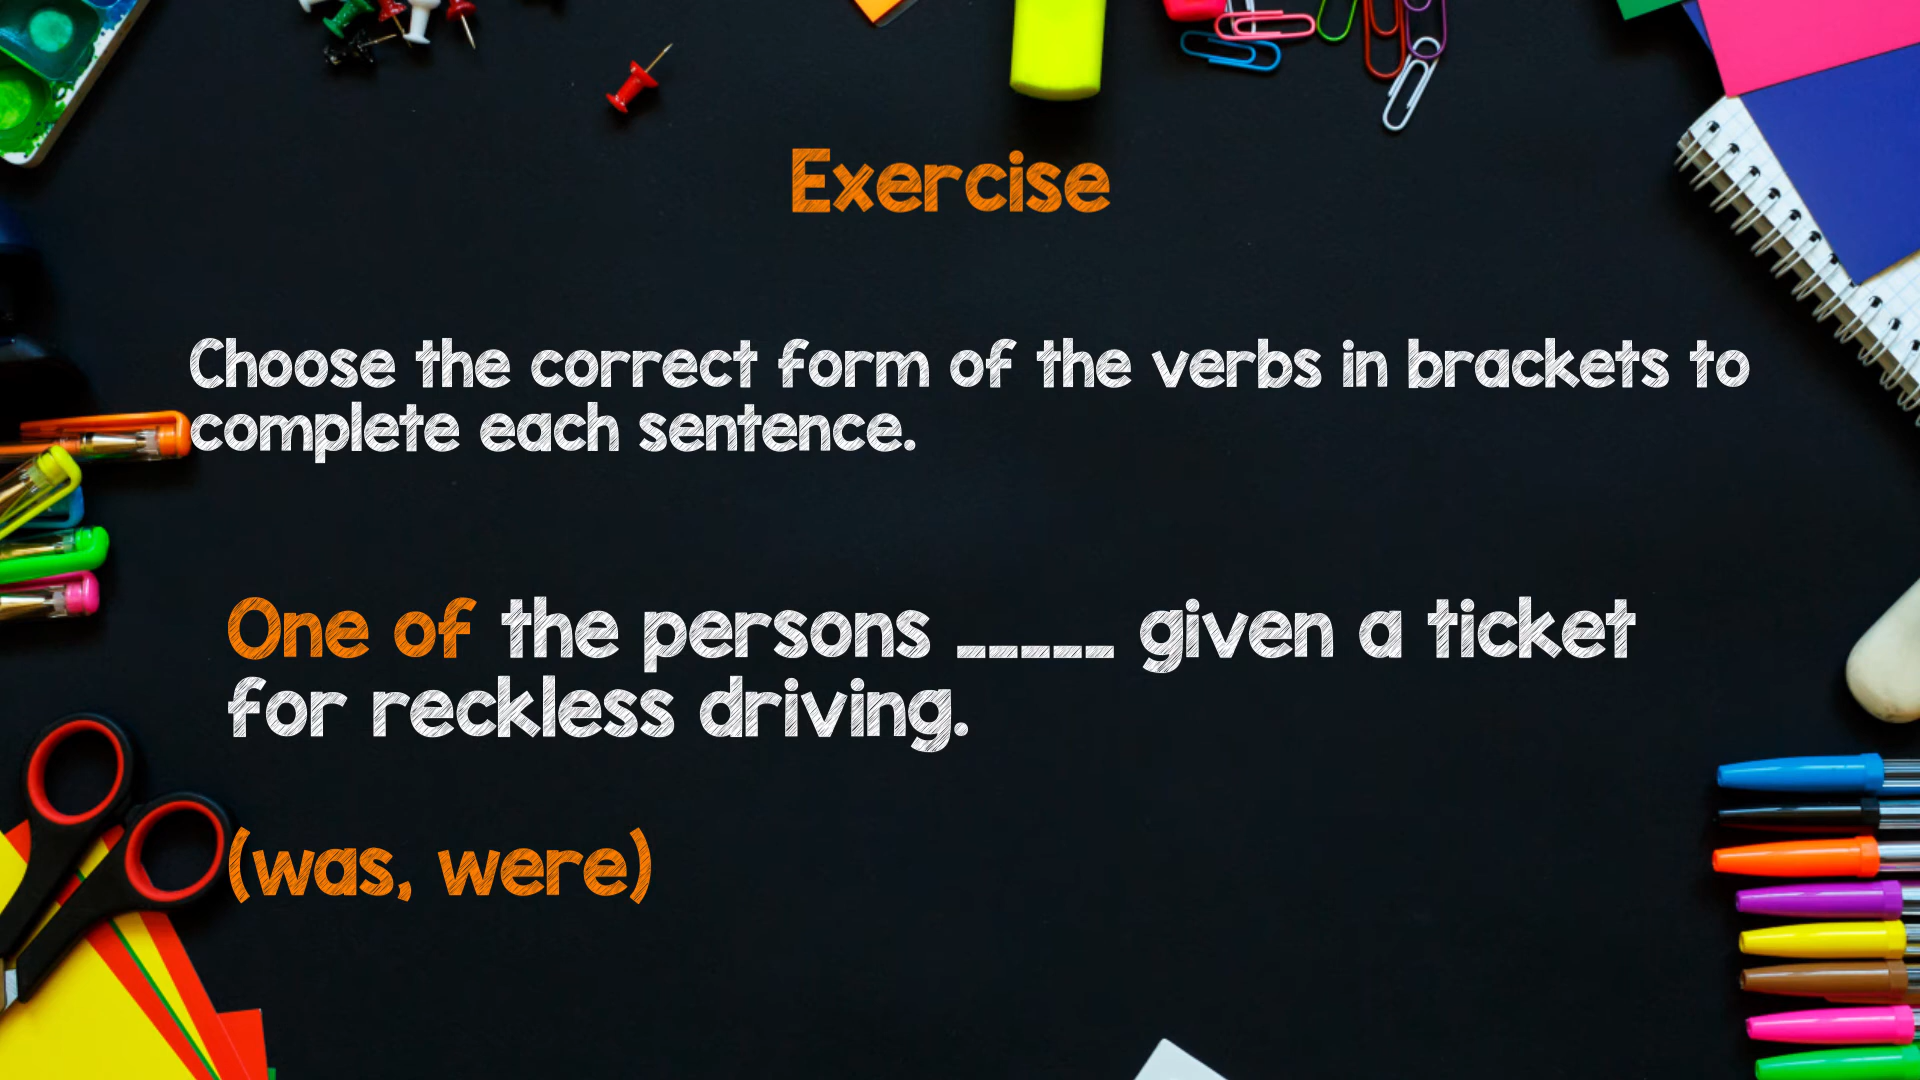 Exercise
Choose the correct form of the verbs in brackets to
complete each sentence.
One of the persons _____ given a ticket
for reckless driving.
(was, were)